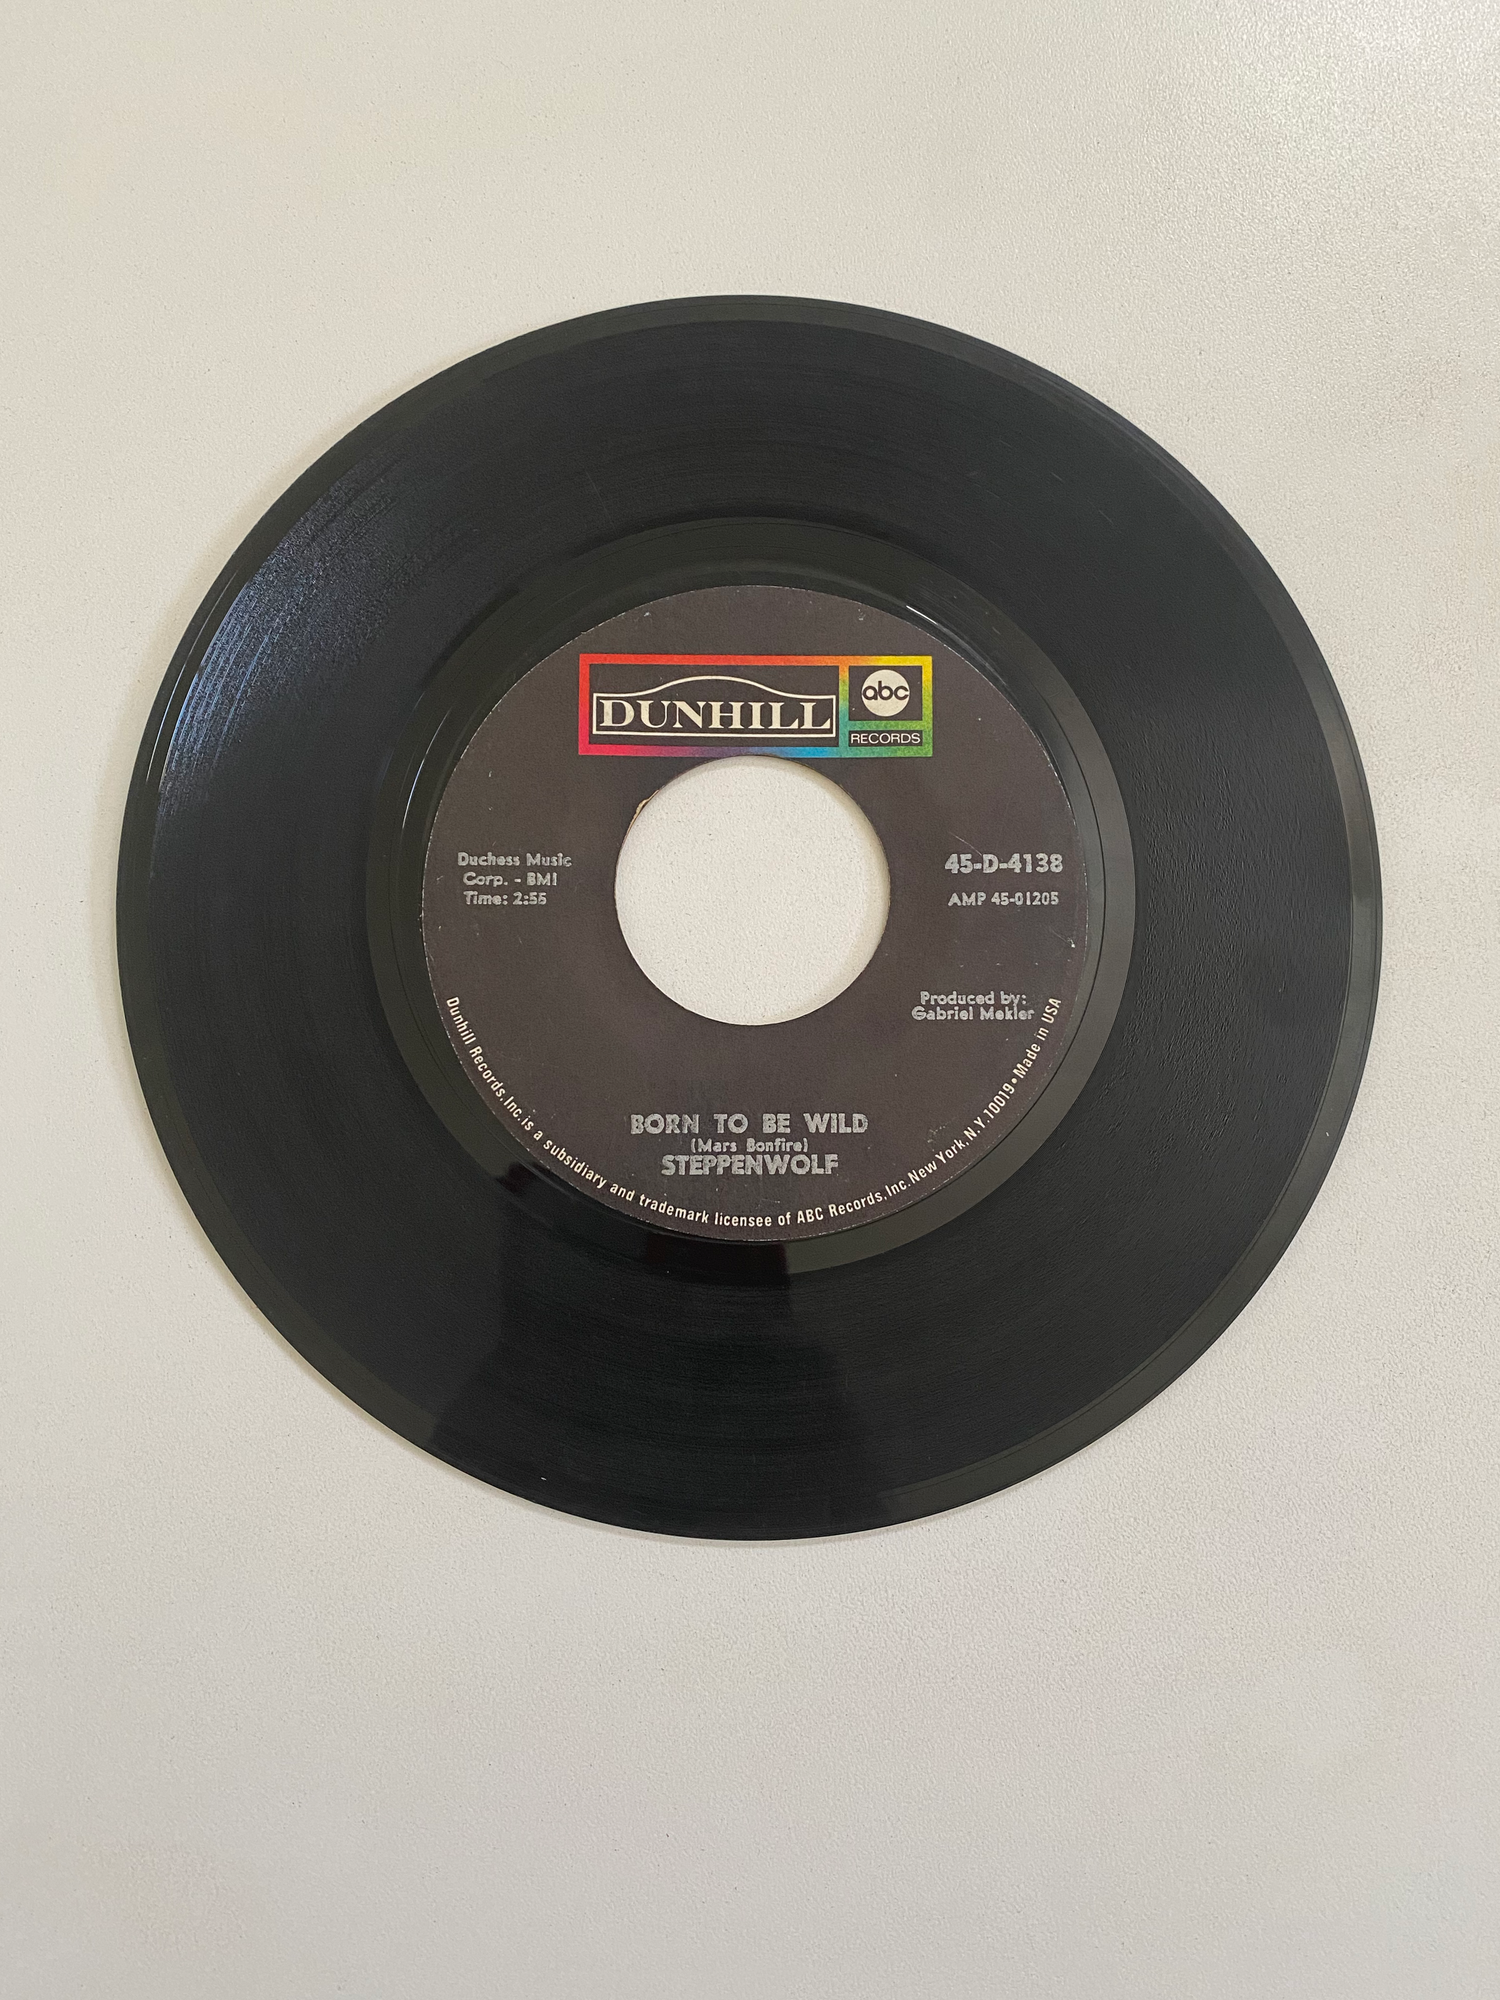 DUNHILL
abc
RECORDS
Duchess Music
Corp. - BMI
Time: 2:55
45-D-4138
AMP 45-01205
Produced by:
Gabriel Mekler
BORN TO BE WILD
(Mars Bonfire)
STEPPENWOLF
Dunhill Records, Inc. is a subsidiary and trademark licensee of ABC Records, Inc. New York, N.Y. 10019 • Made in USA